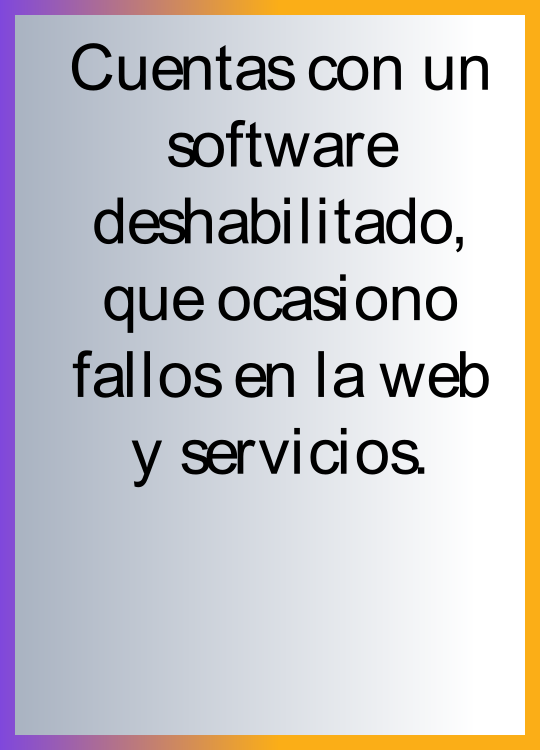 Cuentas con un
software
deshabilitado,
que ocasiono
fallos en la web
y servicios.